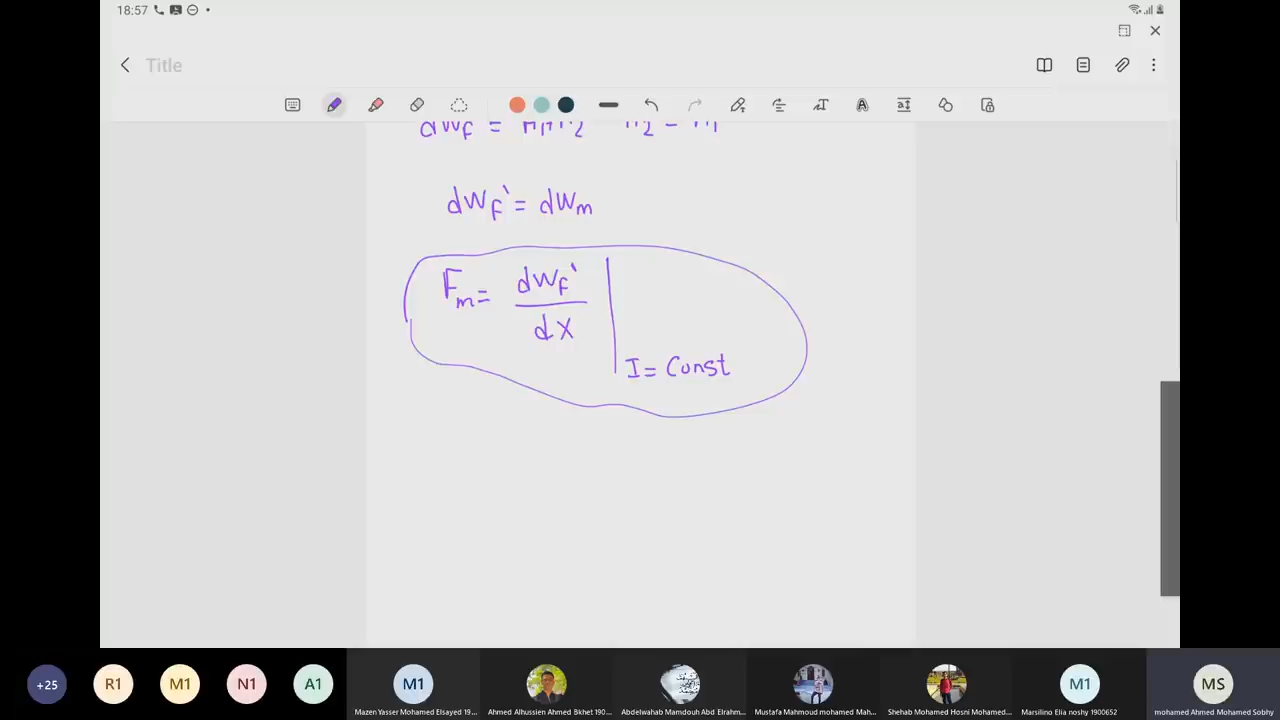 18:57
Title
dW_f' = dW_m
F_m = dW_f' / dX | I = Const
+25 R1 M1 N1 A1 M1 M1 MS
Mazen Yasser Mohamed Elsayed 19... Ahmed Alhussien Ahmed Bkhet 190... Abdelwahab Mamdouh Abd Elrahm... Mustafa Mahmoud mohamed Mah... Shehab Mohamed Hosni Mohamed... Marsilino Elia noshy 1900652 mohamed Ahmed Mohamed Sobhy